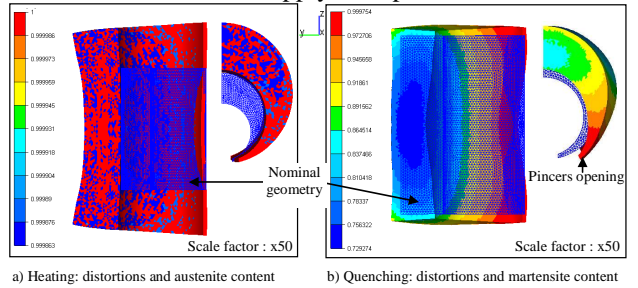 1
0.999986
0.999973
0.999959
0.999945
0.999931
0.999918
0.999904
0.99989
0.999876
0.999863
z
y x
Scale factor : x50
Nominal
geometry
0.999754
0.972706
0.945658
0.91861
0.891562
0.864514
0.837466
0.810418
0.78337
0.756322
0.729274
Pincers opening
Scale factor : x50
a) Heating: distortions and austenite content
b) Quenching: distortions and martensite content